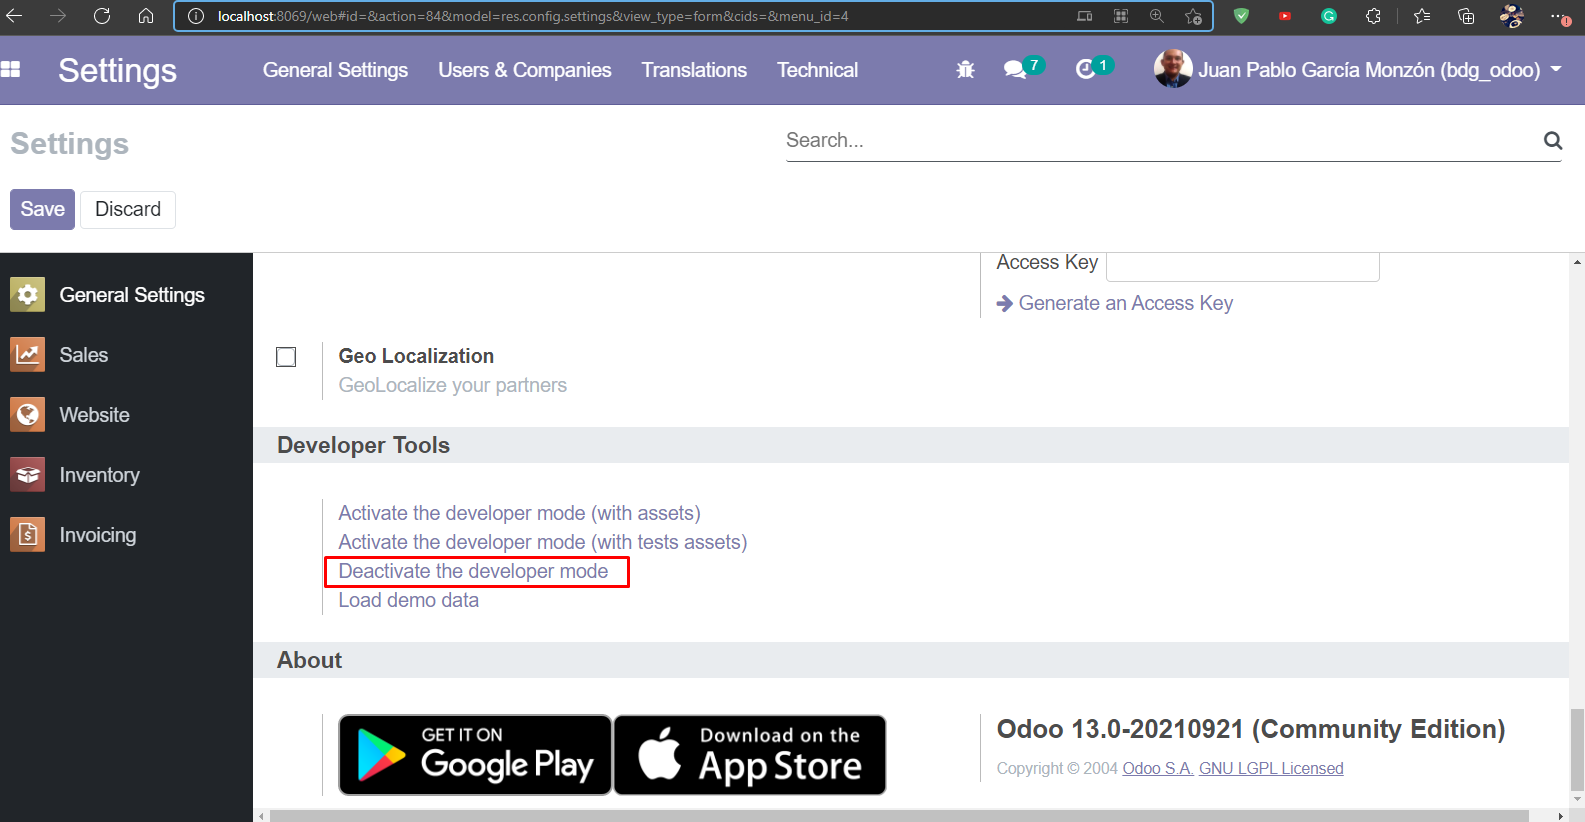 localhost:8069/web#id=&action=84&model=res.config.settings&view_type=form&cids=&menu_id=4
Settings
General Settings
Users & Companies
Translations
Technical
7
1
Juan Pablo García Monzón (bdg_odoo)
Settings
Search...
Save
Discard
General Settings
Sales
Website
Inventory
Invoicing
Access Key
Generate an Access Key
Geo Localization
GeoLocalize your partners
Developer Tools
Activate the developer mode (with assets)
Activate the developer mode (with tests assets)
Deactivate the developer mode
Load demo data
About
GET IT ON
Google Play
Download on the
App Store
Odoo 13.0-20210921 (Community Edition)
Copyright © 2004 Odoo S.A. GNU LGPL Licensed